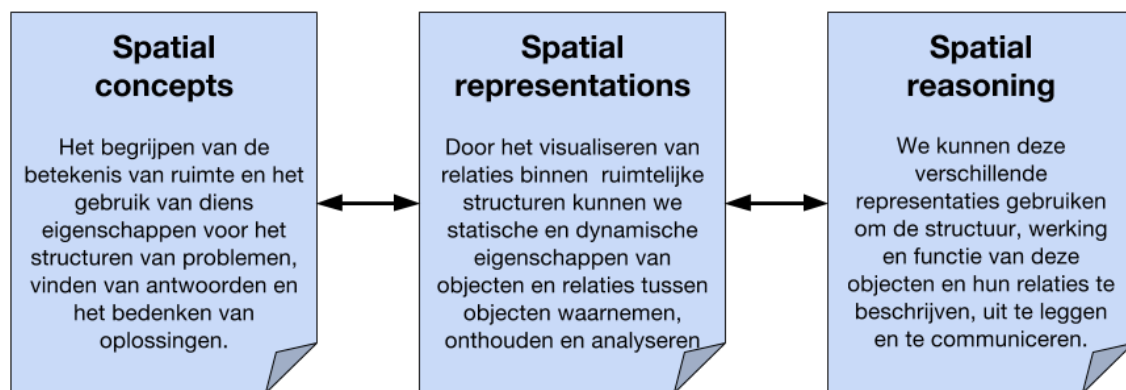 Spatial
concepts
Het begrijpen van de
betekenis van ruimte en het
gebruik van diens
eigenschappen voor het
structuren van problemen,
vinden van antwoorden en
het bedenken van
oplossingen.
Spatial
representations
Door het visualiseren van
relaties binnen ruimtelijke
structuren kunnen we
statische en dynamische
eigenschappen van
objecten en relaties tussen
objecten waarnemen,
onthouden en analyseren
Spatial
reasoning
We kunnen deze
verschillende
representaties gebruiken
om de structuur, werking
en functie van deze
objecten en hun relaties te
beschrijven, uit te leggen
en te communiceren.